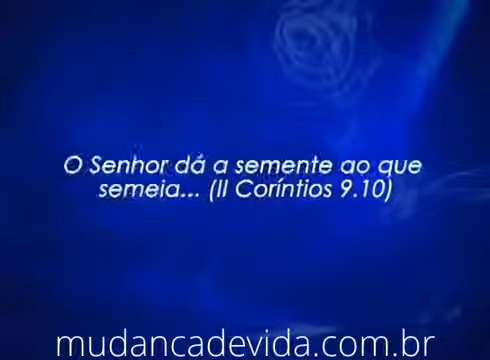 O Senhor dá a semente ao que
semeia... (II Coríntios 9.10)
mudancadevida.com.br